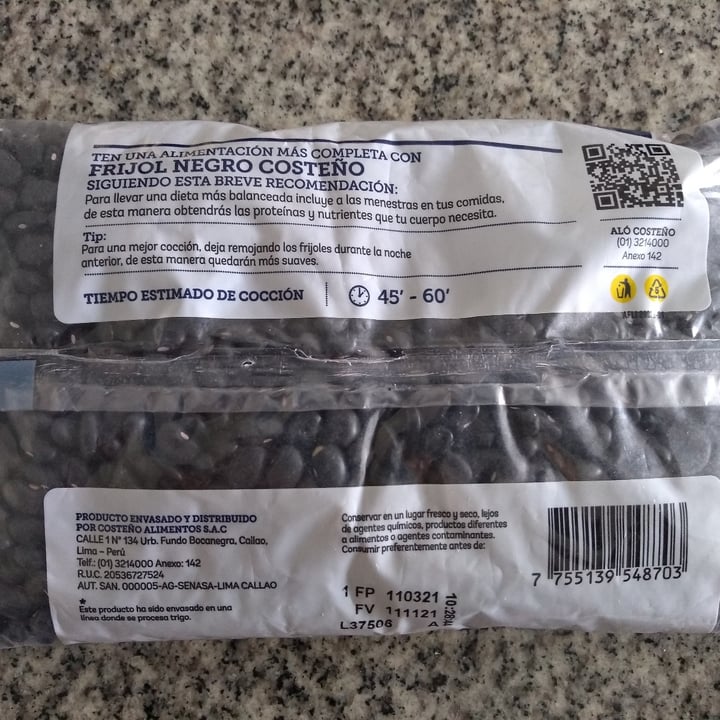 TEN UNA ALIMENTACIÓN MÁS COMPLETA CON
FRIJOL NEGRO COSTEÑO
SIGUIENDO ESTA BREVE RECOMENDACIÓN:
Para llevar una dieta más balanceada incluye a las menestras en tus comidas,
de esta manera obtendrás las proteínas y nutrientes que tu cuerpo necesita.
Tip:
Para una mejor cocción, deja remojando los frijoles durante la noche
anterior, de esta manera quedarán más suaves.
TIEMPO ESTIMADO DE COCCIÓN 45' - 60'
ALÓ COSTEÑO
(01) 3214000
Anexo 142
PRODUCTO ENVASADO Y DISTRIBUIDO
POR COSTEÑO ALIMENTOS S.A.C
CALLE 1 Nº 134 Urb. Fundo Bocanegra, Callao,
Lima – Perú
Telf.: (01) 3214000 Anexo: 142
R.U.C. 20536727524
AUT. SAN. 000005-AG-SENASA-LIMA CALLAO
*
Este producto ha sido envasado en una
línea donde se procesa trigo.
Conservar en un lugar fresco y seco, lejos
de agentes químicos, productos diferentes
a alimentos o agentes contaminantes.
Consumir preferentemente antes de:
1 FP 110321
FV 111121
L37506 A
7 755139 548703